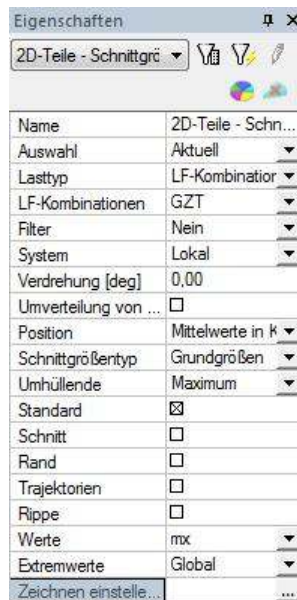 Eigenschaften
2D-Teile - Schnittgrö
Name 2D-Teile - Schn...
Auswahl Aktuell
Lasttyp LF-Kombination
LF-Kombinationen GZT
Filter Nein
System Lokal
Verdrehung [deg] 0,00
Umverteilung von ...
Position Mittelwerte in K
Schnittgrößentyp Grundgrößen
Umhüllende Maximum
Standard
Schnitt
Rand
Trajektorien
Rippe
Werte mx
Extremwerte Global
Zeichnen einstelle... ...